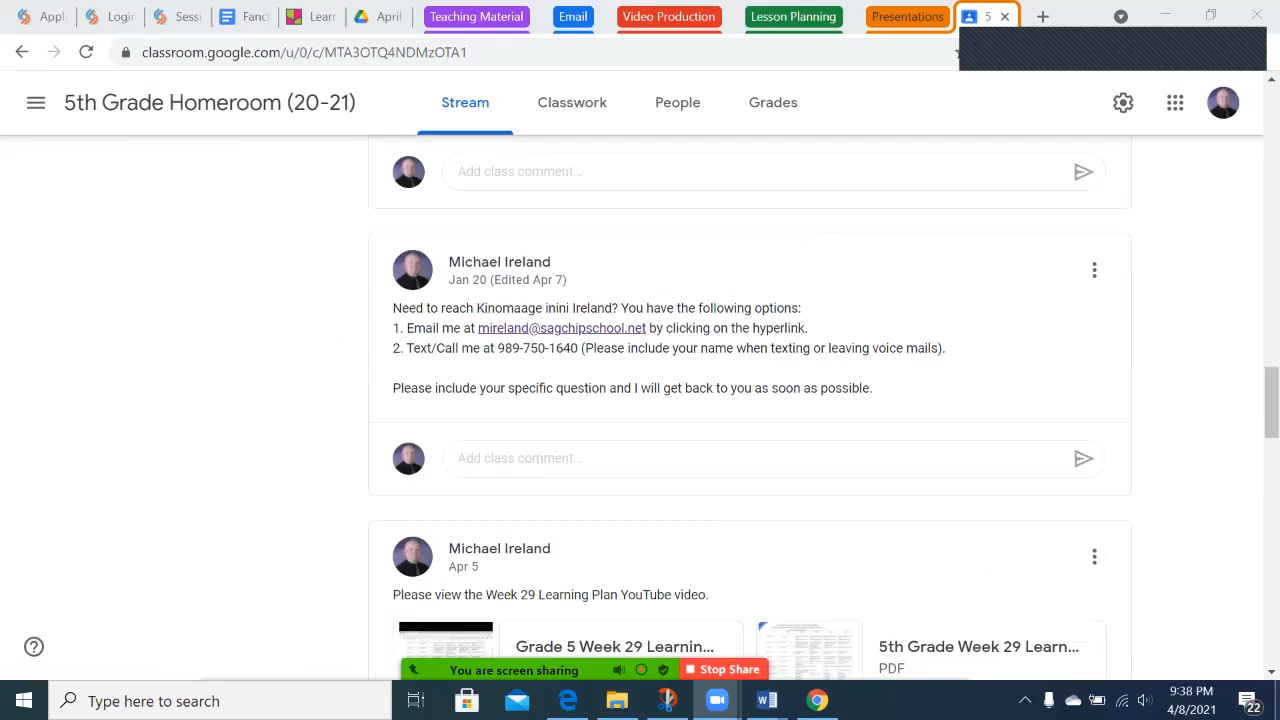 Appl
Logi
Fan
Learn
April
Teaching Material
Email
Video Production
Lesson Planning
Presentations
5
classroom.google.com/u/0/c/MTA3OTQ4NDMzOTA1
5th Grade Homeroom (20-21)
Stream
Classwork
People
Grades
Add class comment...
Michael Ireland
Jan 20 (Edited Apr 7)
Need to reach Kinomaage inini Ireland? You have the following options:
1. Email me at mireland@sagchipschool.net by clicking on the hyperlink.
2. Text/Call me at 989-750-1640 (Please include your name when texting or leaving voice mails).
Please include your specific question and I will get back to you as soon as possible.
Add class comment...
Michael Ireland
Apr 5
Please view the Week 29 Learning Plan YouTube video.
Grade 5 Week 29 Learnin...
5th Grade Week 29 Learn...
PDF
You are screen sharing
Stop Share
Type here to search
9:38 PM
4/8/2021
22